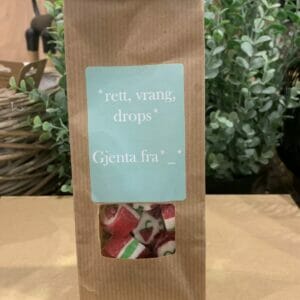 *rett, vrang,
drops*
Gjenta fra*_*